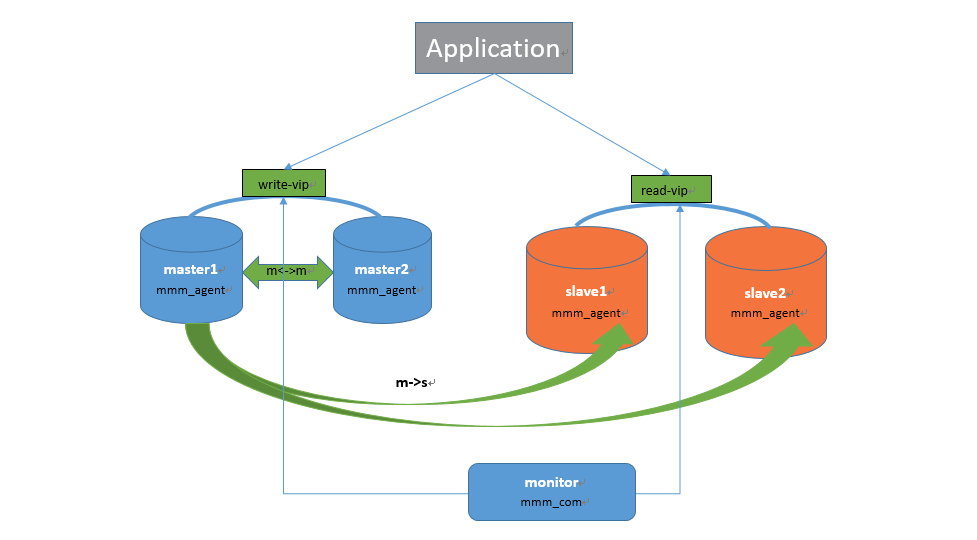 Application
write-vip
read-vip
master1
mmm_agent
m<->m
master2
mmm_agent
slave1
mmm_agent
slave2
mmm_agent
m->s
monitor
mmm_com